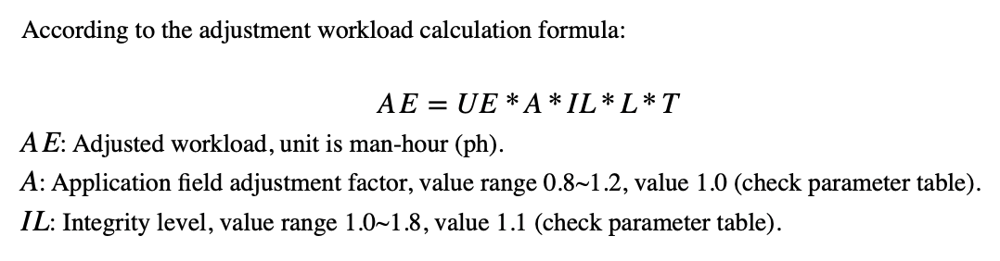 According to the adjustment workload calculation formula:
AE = UE * A * IL * L * T
AE: Adjusted workload, unit is man-hour (ph).
A: Application field adjustment factor, value range 0.8~1.2, value 1.0 (check parameter table).
IL: Integrity level, value range 1.0~1.8, value 1.1 (check parameter table).